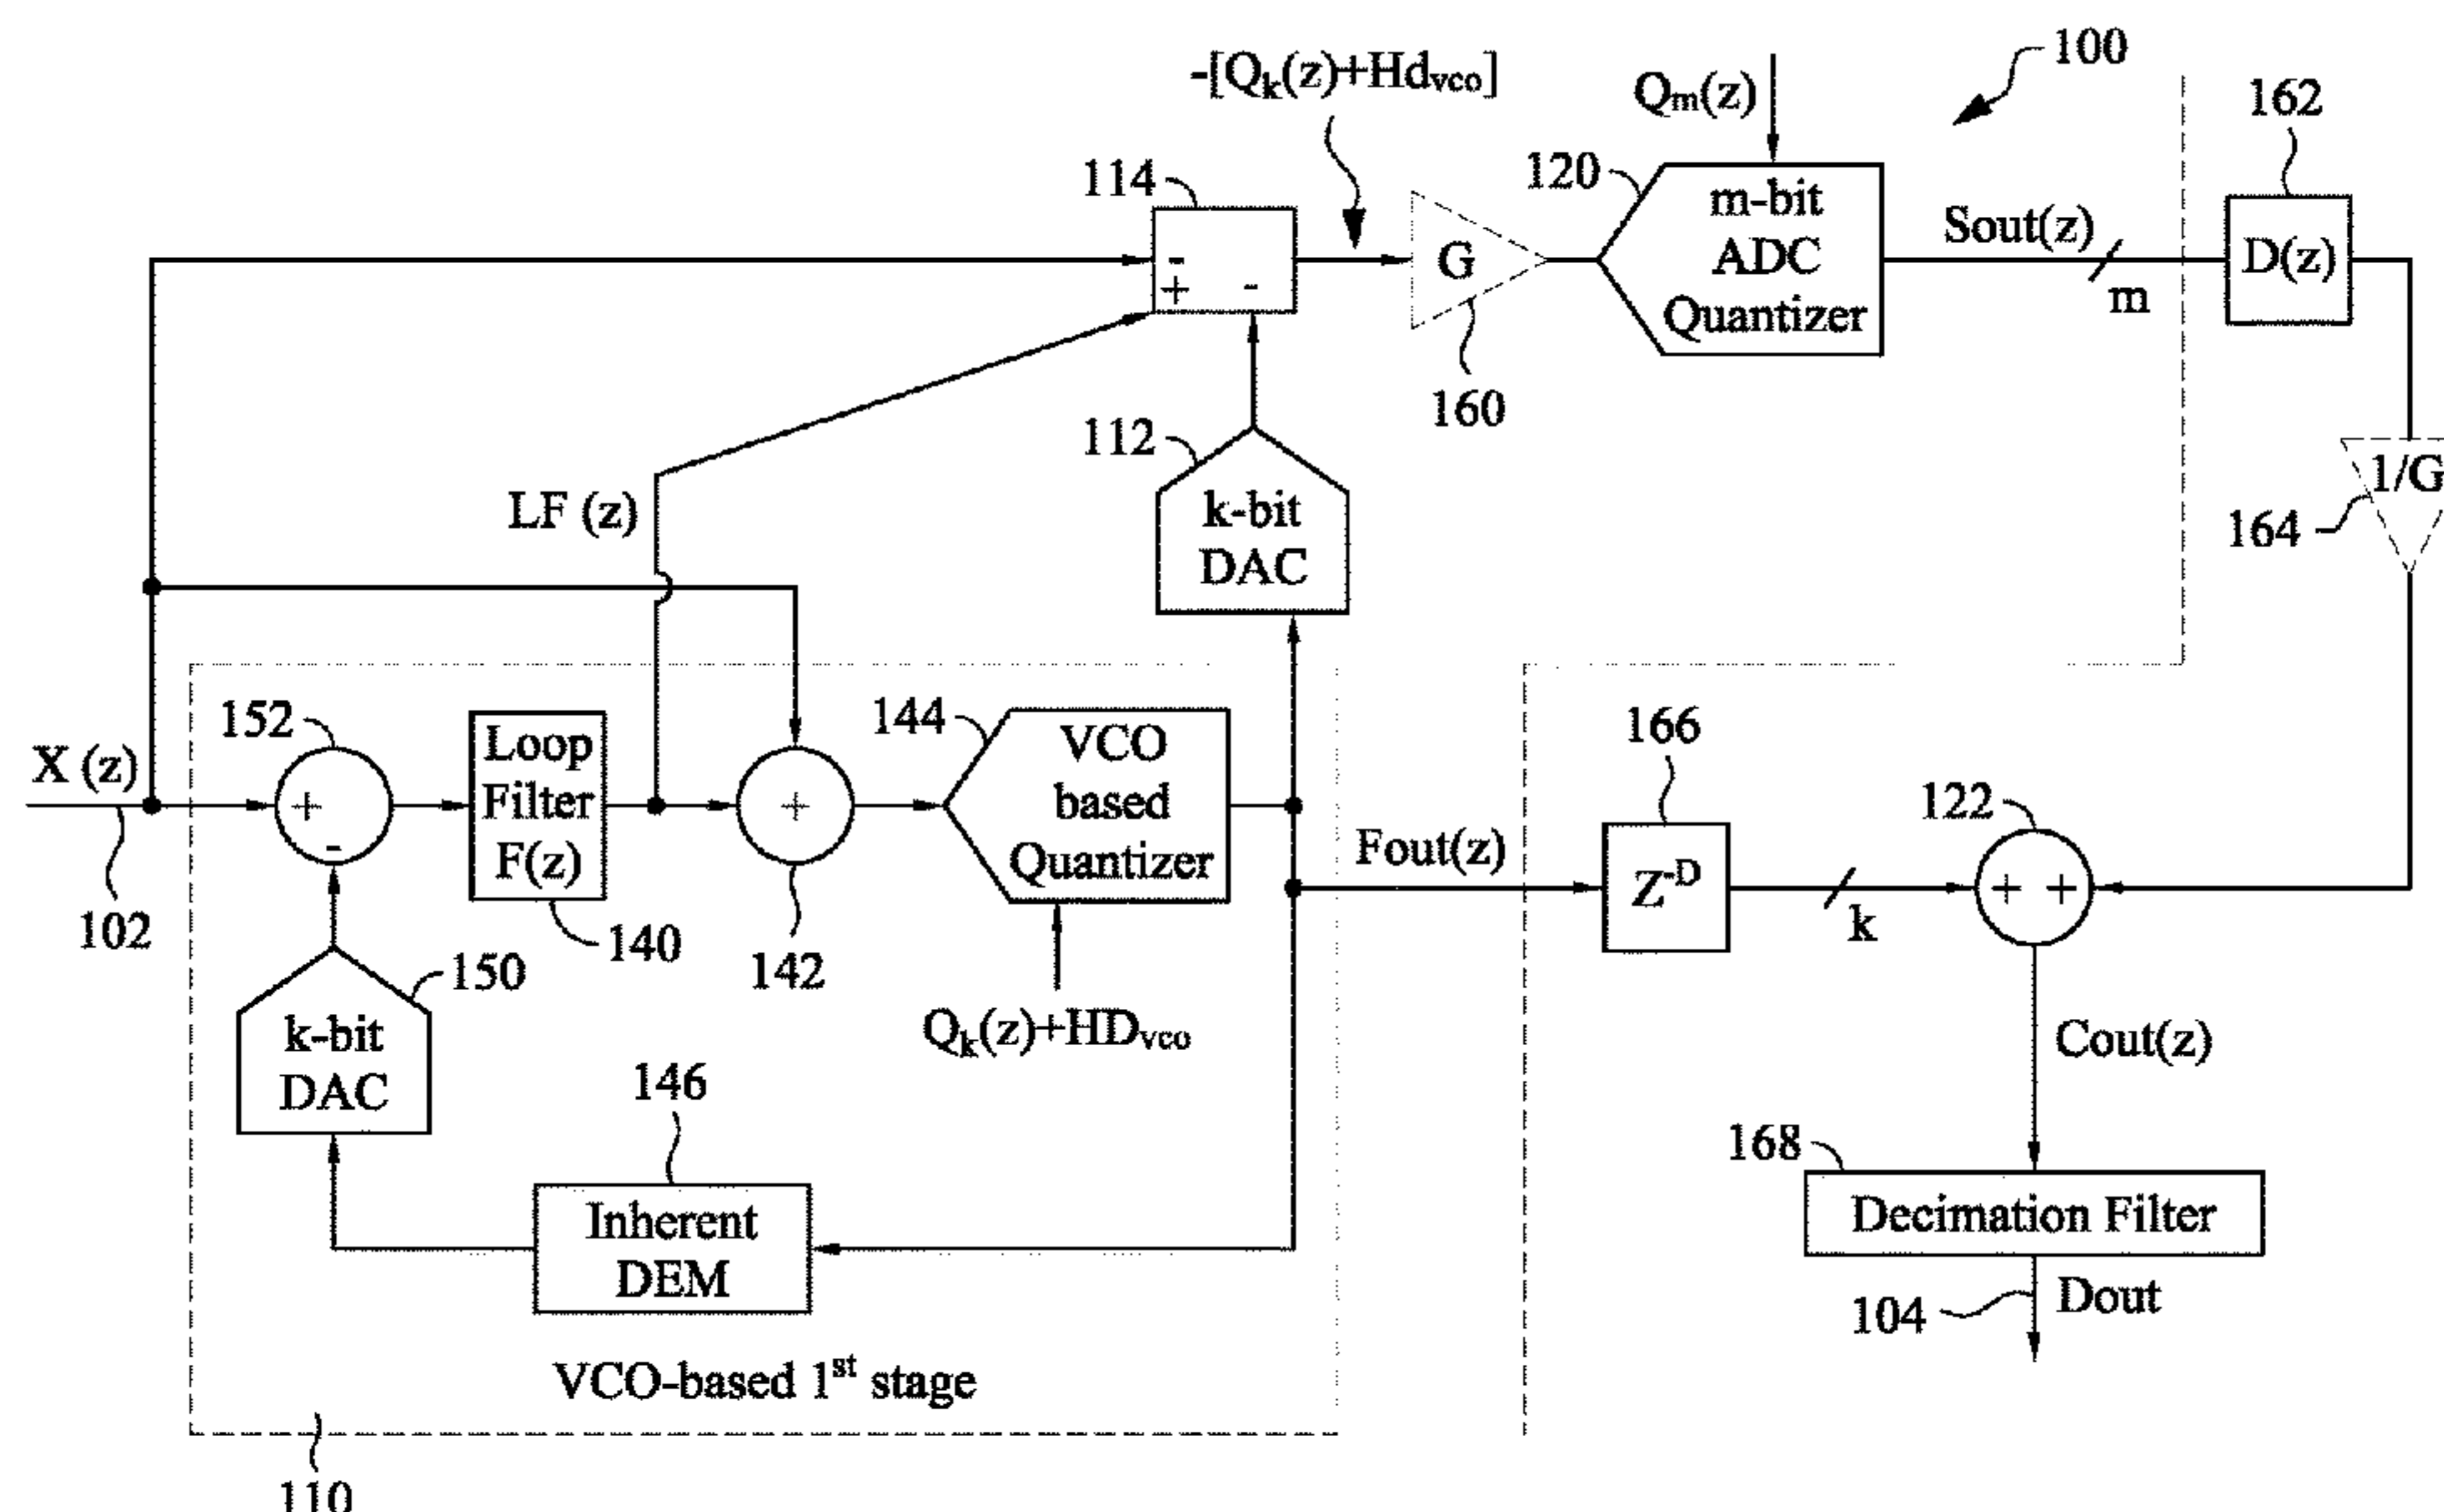 100
-[Qk(z)+Hdvco]
Qm(z)
162
120
114
-
+ -
G
m-bit
ADC
Quantizer
Sout(z)
m
D(z)
160
112
k-bit
DAC
LF (z)
1/G
164
152
Loop
Filter
F(z)
144
VCO
based
Quantizer
166
X (z)
+
-
+
122
Fout(z)
Z-D
+ +
k
102
140
142
150
k-bit
DAC
Qk(z)+HDvco
Cout(z)
146
168
Inherent
DEM
Decimation Filter
104
Dout
VCO-based 1st stage
110